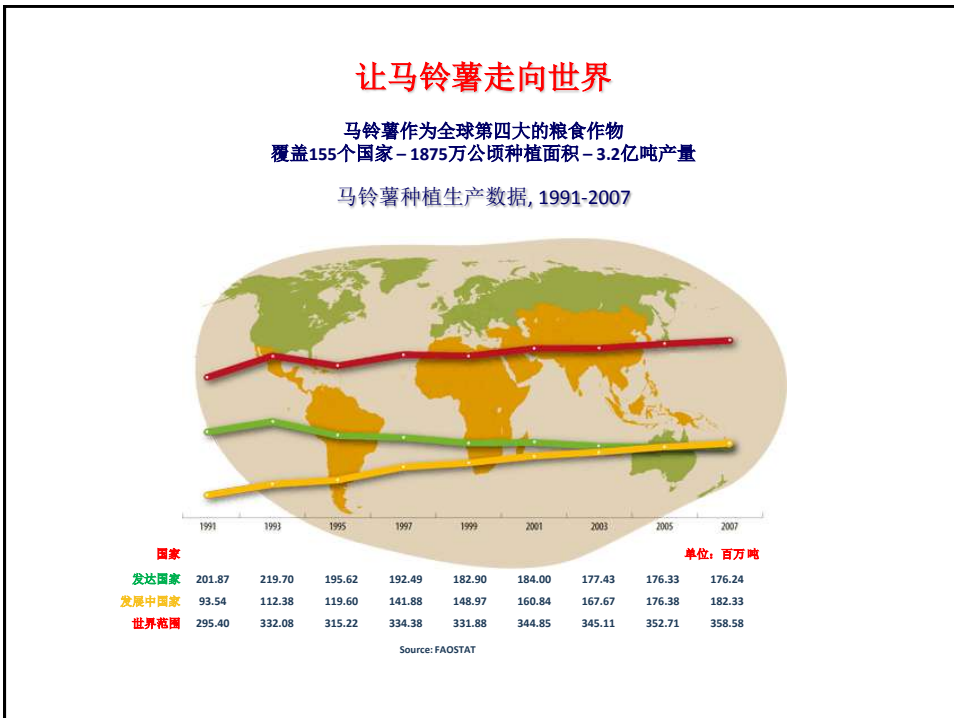 让马铃薯走向世界
马铃薯作为全球第四大的粮食作物
覆盖155个国家 – 1875万公顷种植面积 – 3.2亿吨产量
马铃薯种植生产数据, 1991-2007
1991 1993 1995 1997 1999 2001 2003 2005 2007
国家 单位：百万吨
发达国家 201.87 219.70 195.62 192.49 182.90 184.00 177.43 176.33 176.24
发展中国家 93.54 112.38 119.60 141.88 148.97 160.84 167.67 176.38 182.33
世界范围 295.40 332.08 315.22 334.38 331.88 344.85 345.11 352.71 358.58
Source: FAOSTAT